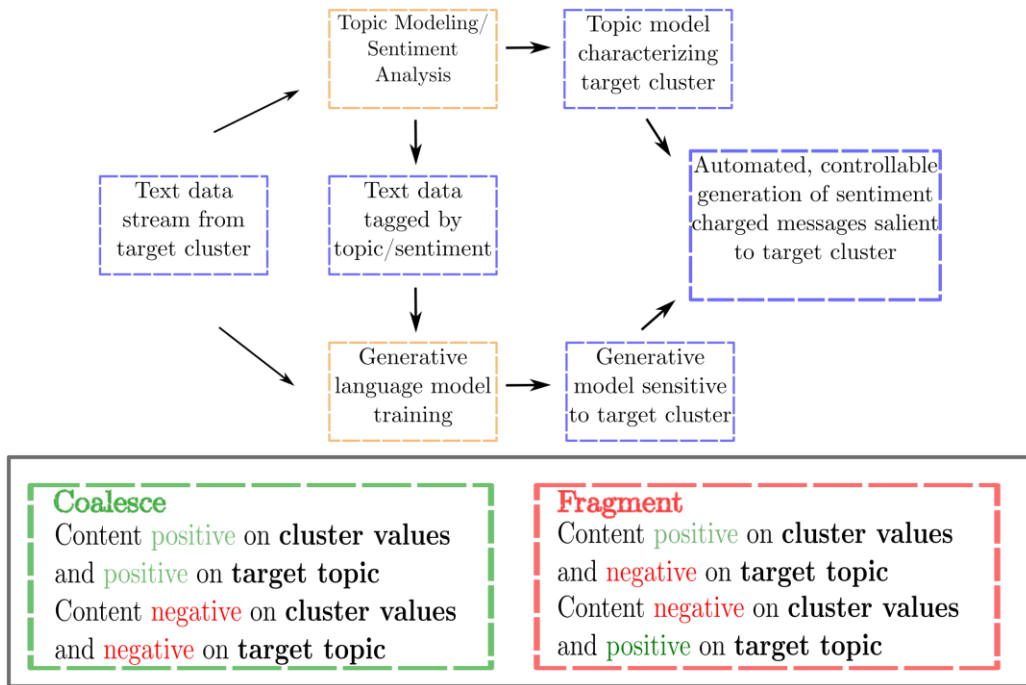 Topic Modeling/
Sentiment
Analysis
Topic model
characterizing
target cluster
Text data
stream from
target cluster
Text data
tagged by
topic/sentiment
Automated, controllable
generation of sentiment
charged messages salient
to target cluster
Generative
language model
training
Generative
model sensitive
to target cluster
Coalesce
Content positive on cluster values
and positive on target topic
Content negative on cluster values
and negative on target topic
Fragment
Content positive on cluster values
and negative on target topic
Content negative on cluster values
and positive on target topic